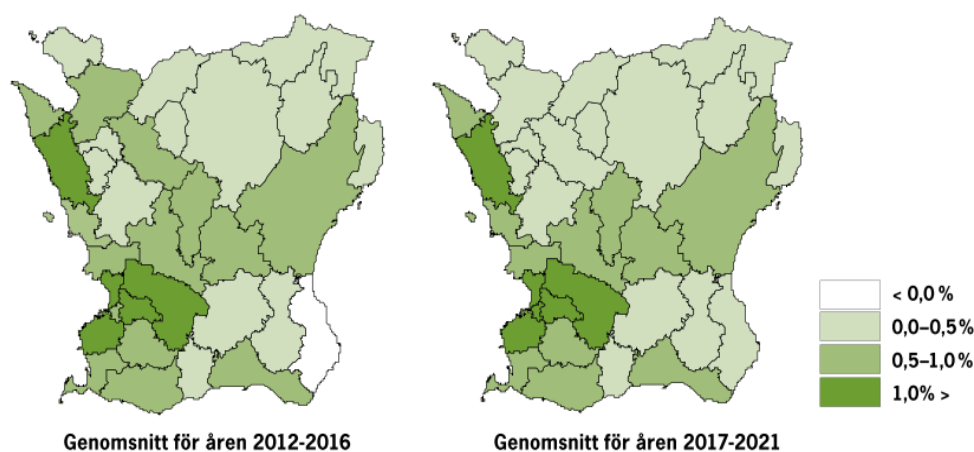 < 0,0 %
0,0–0,5 %
0,5–1,0 %
1,0% >
Genomsnitt för åren 2012-2016
Genomsnitt för åren 2017-2021